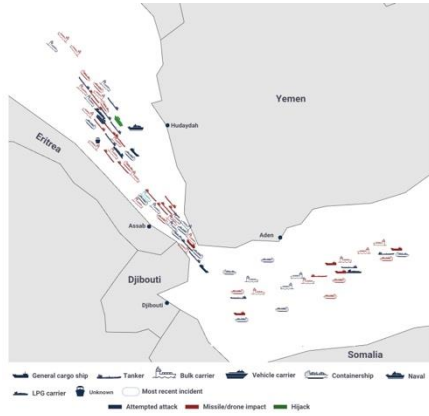 Yemen
Hudaydah
Eritrea
Assab
Aden
Djibouti
Djibouti
Somalia
General cargo ship Tanker Bulk carrier Vehicle carrier Containership Naval
LPG carrier Unknown Most recent incident
Attempted attack Missile/drone impact Hijack